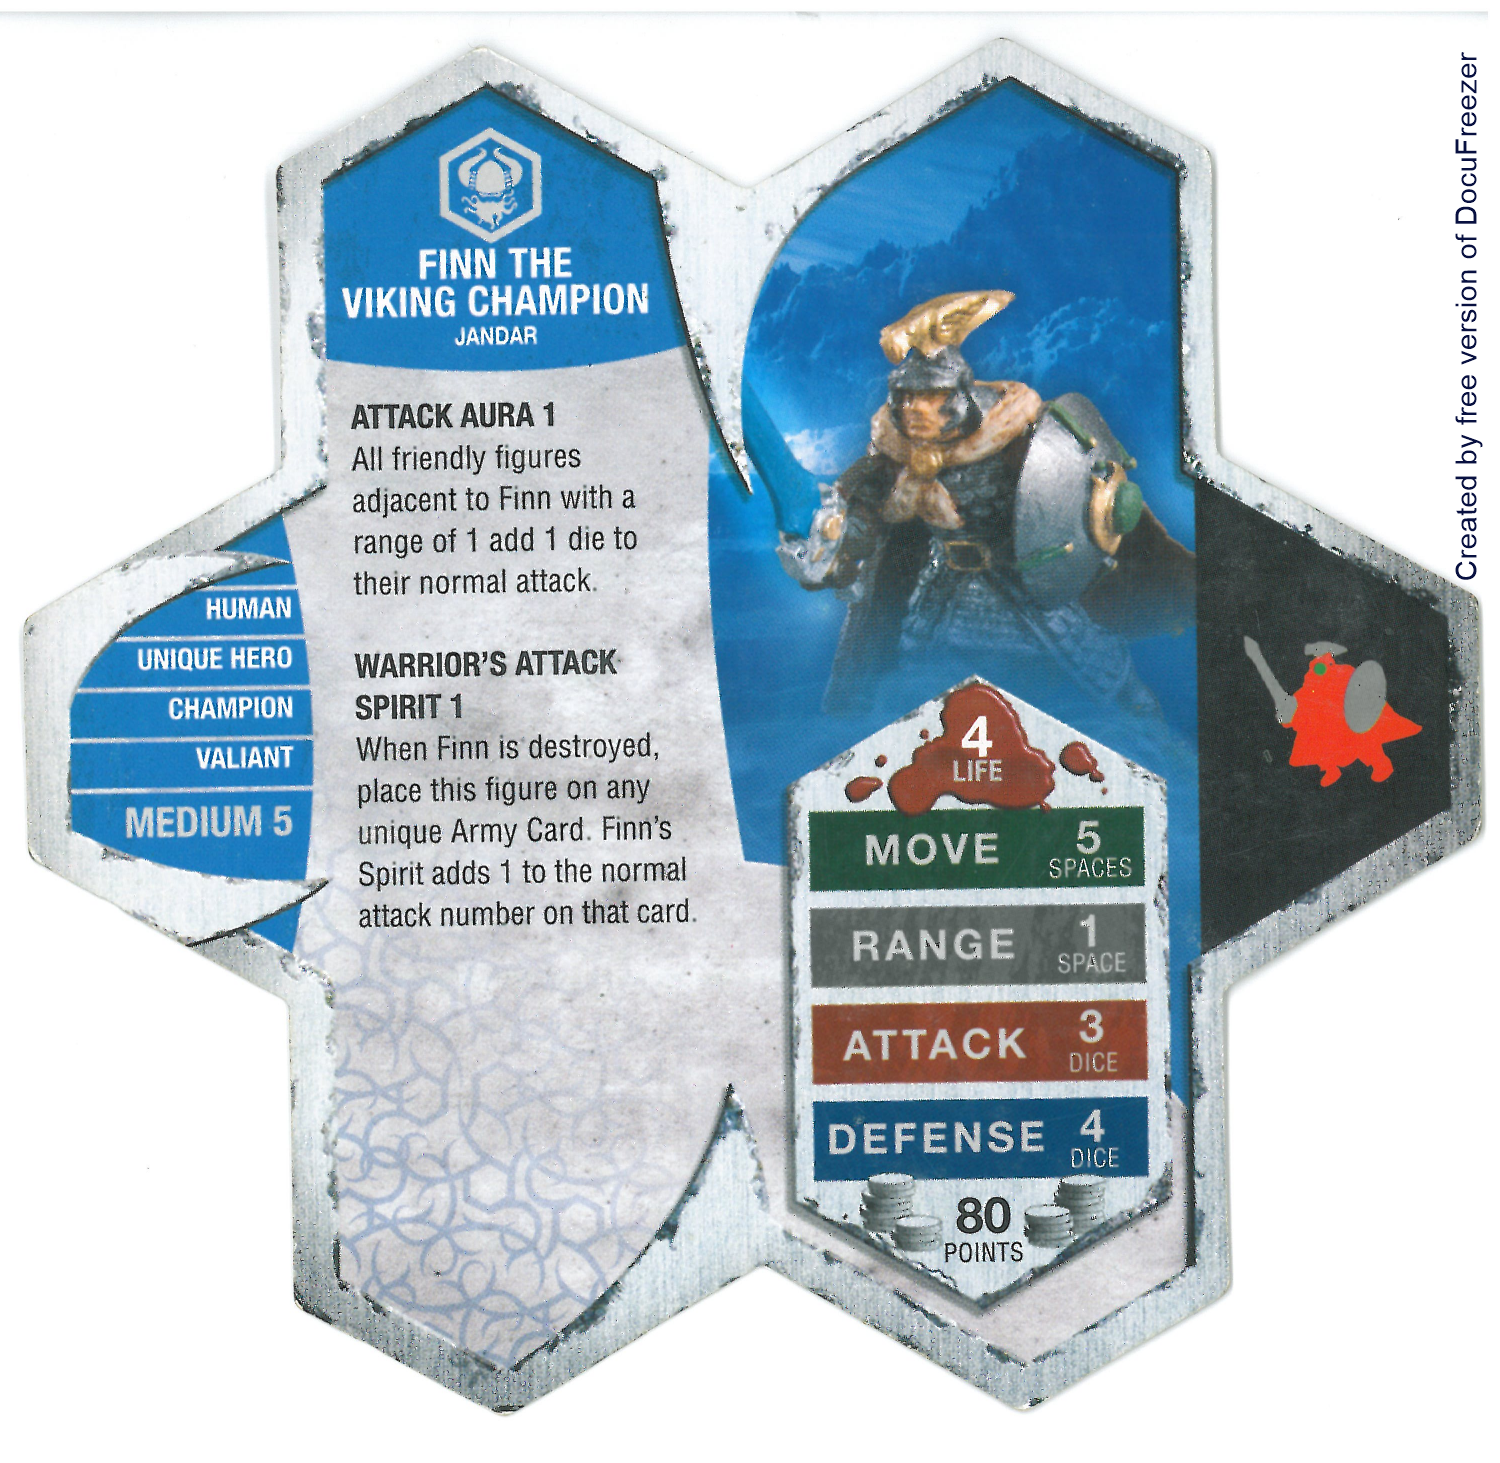 FINN THE
VIKING CHAMPION
JANDAR
ATTACK AURA 1
All friendly figures
adjacent to Finn with a
range of 1 add 1 die to
their normal attack.
WARRIOR'S ATTACK
SPIRIT 1
When Finn is destroyed,
place this figure on any
unique Army Card. Finn's
Spirit adds 1 to the normal
attack number on that card.
HUMAN
UNIQUE HERO
CHAMPION
VALIANT
MEDIUM 5
4
LIFE
MOVE 5
SPACES
RANGE 1
SPACE
ATTACK 3
DICE
DEFENSE 4
DICE
80
POINTS
Created by free version of DocuFreezer